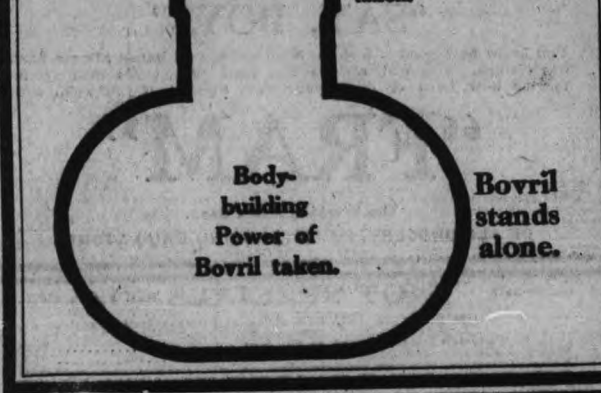 Body-
building
Power of
Bovril taken.
Bovril
stands
alone.